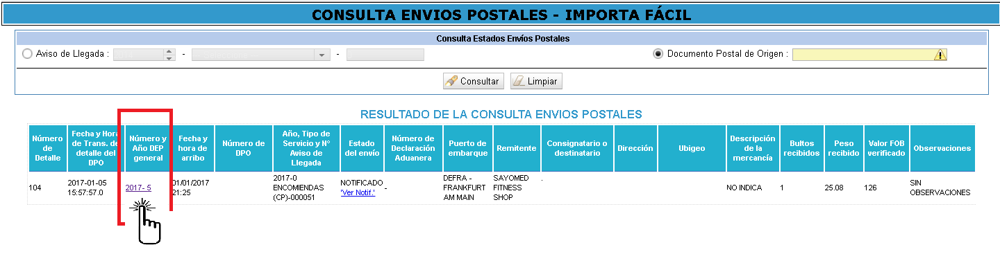 CONSULTA ENVIOS POSTALES - IMPORTA FÁCIL
Consulta Estados Envíos Postales
Aviso de Llegada : - - Documento Postal de Origen :
Consultar Limpiar
RESULTADO DE LA CONSULTA ENVIOS POSTALES
Número de Detalle
Fecha y Hora de Trans. de detalle del DPO
Número y Año DEP general
Fecha y hora de arribo
Número de DPO
Año, Tipo de Servicio y Nº Aviso de Llegada
Estado del envío
Número de Declaración Aduanera
Puerto de embarque
Remitente
Consignatario o destinatario
Dirección
Ubigeo
Descripción de la mercancía
Bultos recibidos
Peso recibido
Valor FOB verificado
Observaciones
104
2017-01-05 15:57:57.0
2017- 5
01/01/2017 21:25
2017-0 ENCOMIENDAS (CP)-000051
NOTIFICADO 'Ver Notif.'
-
DEFRA - FRANKFURT AM MAIN
SAYOMED FITNESS SHOP
.
NO INDICA
1
25.08
126
SIN OBSERVACIONES